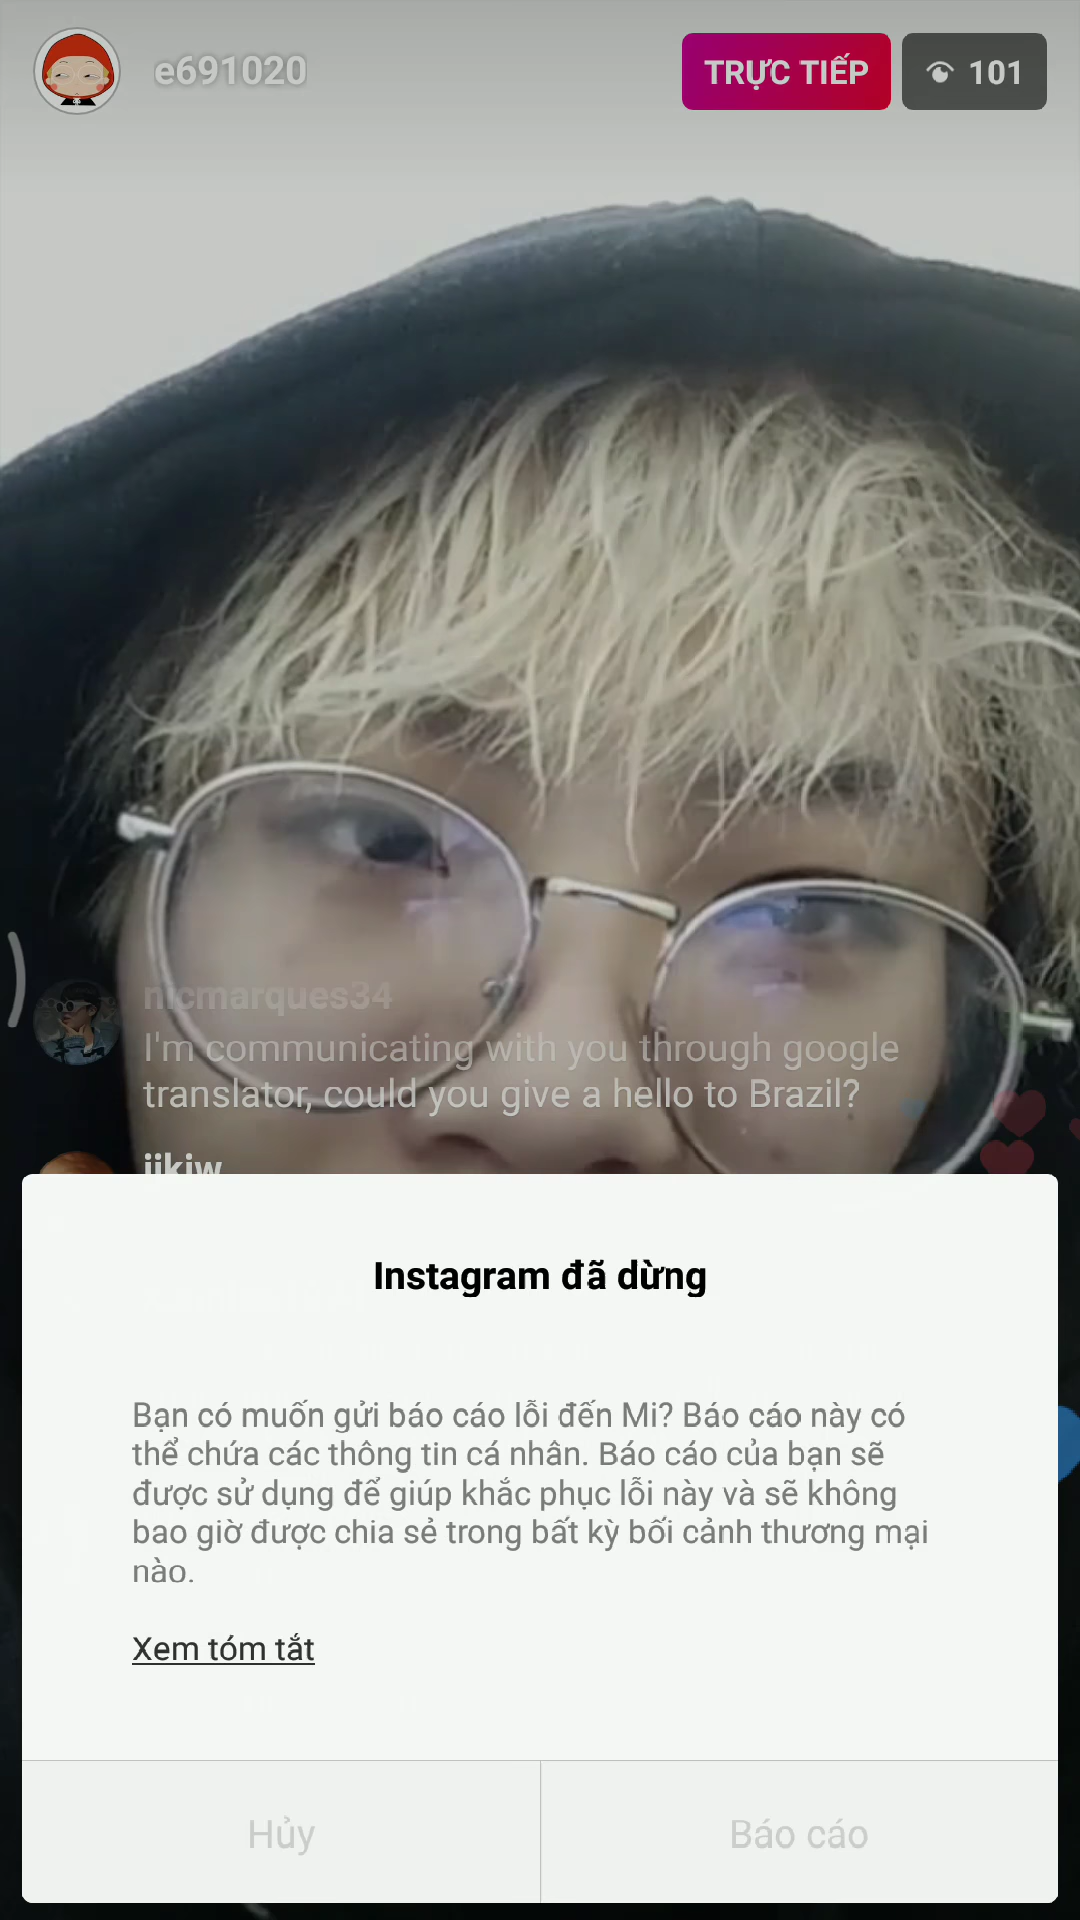 e691020
TRỰC TIẾP
101
nicmarques34
I'm communicating with you through google
translator, could you give a hello to Brazil?
Instagram đã dừng
Bạn có muốn gửi báo cáo lỗi đến Mi? Báo cáo này có
thể chứa các thông tin cá nhân. Báo cáo của bạn sẽ
được sử dụng để giúp khắc phục lỗi này và sẽ không
bao giờ được chia sẻ trong bất kỳ bối cảnh thương mại
nào.
Xem tóm tắt
Hủy
Báo cáo